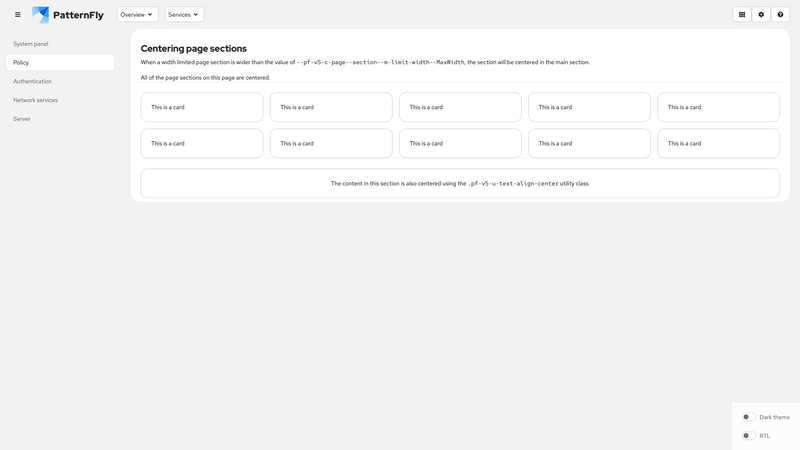 PatternFly
Overview
Services
System panel
Policy
Authentication
Network services
Server
Centering page sections
When a width limited page section is wider than the value of --pf-v5-c-page--section--m-limit-width--MaxWidth, the section will be centered in the main section.
All of the page sections on this page are centered.
This is a card
This is a card
This is a card
This is a card
This is a card
This is a card
This is a card
This is a card
This is a card
This is a card
The content in this section is also centered using the .pf-v5-u-text-align-center utility class.
Dark theme
RTL